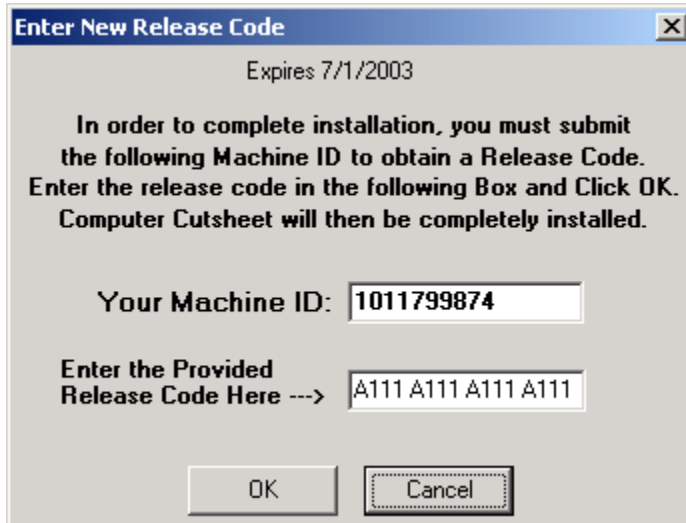 Enter New Release Code
Expires 7/1/2003
In order to complete installation, you must submit
the following Machine ID to obtain a Release Code.
Enter the release code in the following Box and Click OK.
Computer Cutsheet will then be completely installed.
Your Machine ID: 1011799874
Enter the Provided
Release Code Here ---> A111 A111 A111 A111
OK Cancel